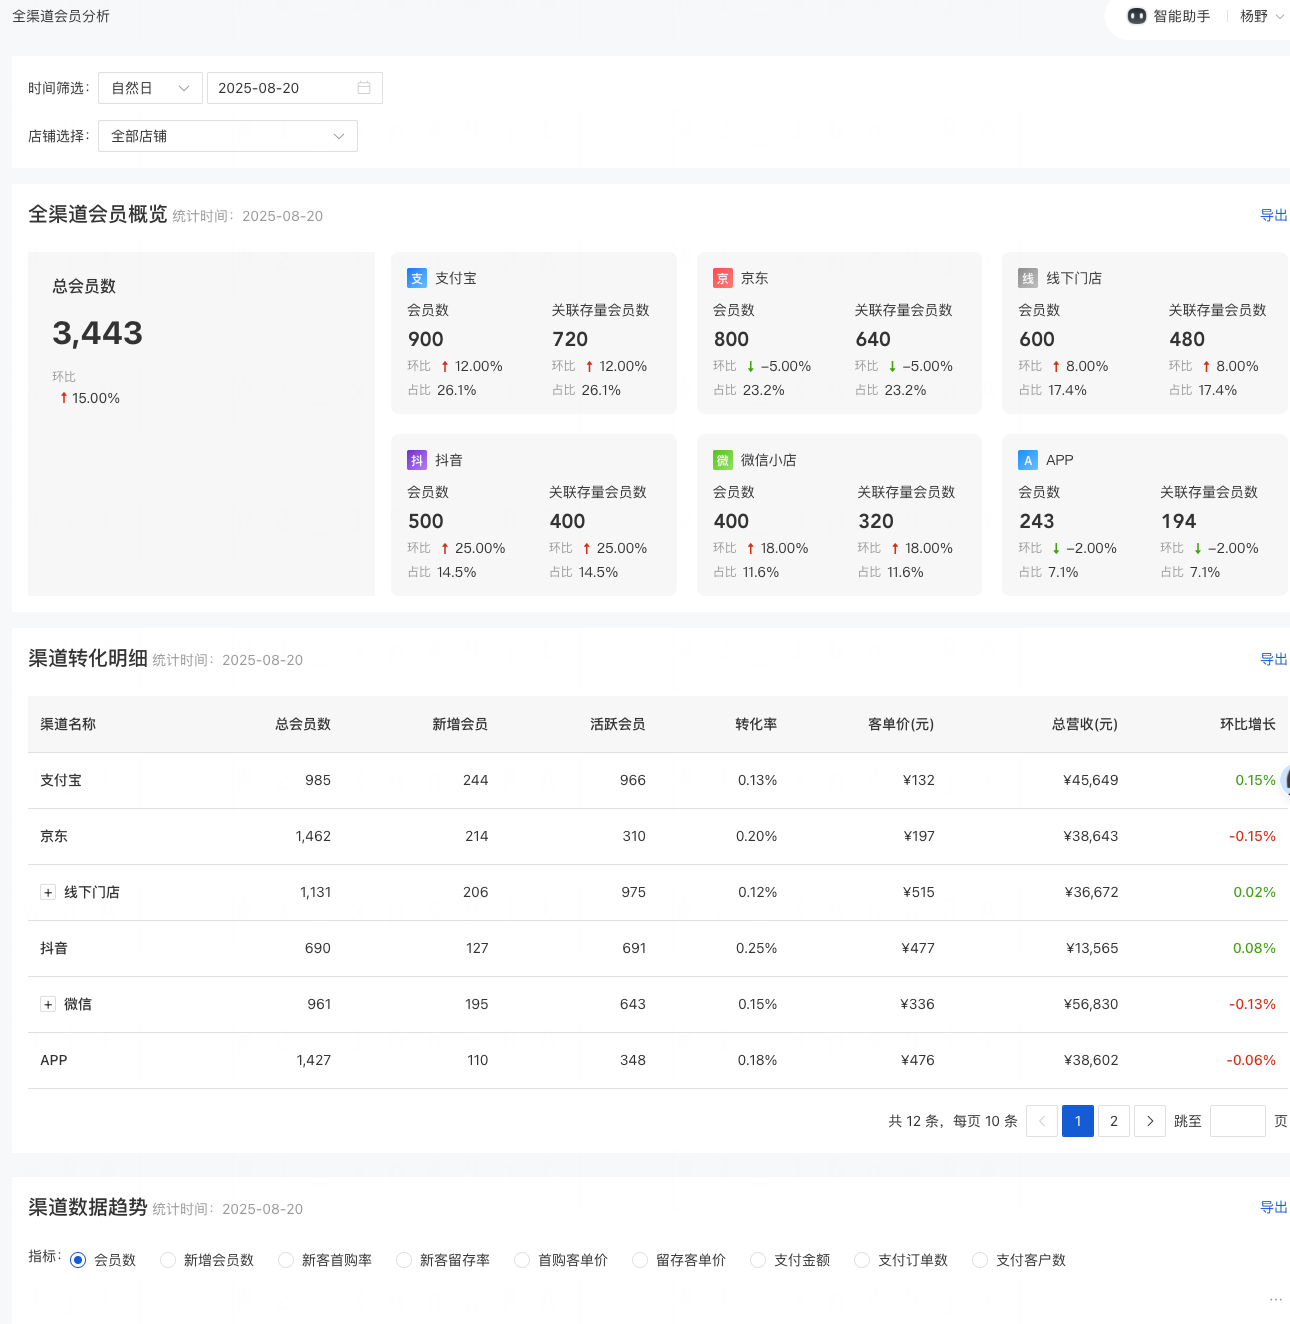 全渠道会员分析
智能助手 杨野
时间筛选： 自然日 2025-08-20
店铺选择： 全部店铺
全渠道会员概览 统计时间：2025-08-20 导出
总会员数
3,443
环比
↑ 15.00%
支 支付宝
会员数 关联存量会员数
900 720
环比 ↑ 12.00% 环比 ↑ 12.00%
占比 26.1% 占比 26.1%
京 京东
会员数 关联存量会员数
800 640
环比 ↓ −5.00% 环比 ↓ −5.00%
占比 23.2% 占比 23.2%
线 线下门店
会员数 关联存量会员数
600 480
环比 ↑ 8.00% 环比 ↑ 8.00%
占比 17.4% 占比 17.4%
抖 抖音
会员数 关联存量会员数
500 400
环比 ↑ 25.00% 环比 ↑ 25.00%
占比 14.5% 占比 14.5%
微 微信小店
会员数 关联存量会员数
400 320
环比 ↑ 18.00% 环比 ↑ 18.00%
占比 11.6% 占比 11.6%
A APP
会员数 关联存量会员数
243 194
环比 ↓ −2.00% 环比 ↓ −2.00%
占比 7.1% 占比 7.1%
渠道转化明细 统计时间：2025-08-20 导出
渠道名称 总会员数 新增会员 活跃会员 转化率 客单价(元) 总营收(元) 环比增长
支付宝 985 244 966 0.13% ¥132 ¥45,649 0.15%
京东 1,462 214 310 0.20% ¥197 ¥38,643 -0.15%
+ 线下门店 1,131 206 975 0.12% ¥515 ¥36,672 0.02%
抖音 690 127 691 0.25% ¥477 ¥13,565 0.08%
+ 微信 961 195 643 0.15% ¥336 ¥56,830 -0.13%
APP 1,427 110 348 0.18% ¥476 ¥38,602 -0.06%
共 12 条，每页 10 条 < 1 2 > 跳至 页
渠道数据趋势 统计时间：2025-08-20 导出
指标： 会员数 新增会员数 新客首购率 新客留存率 首购客单价 留存客单价 支付金额 支付订单数 支付客户数
...